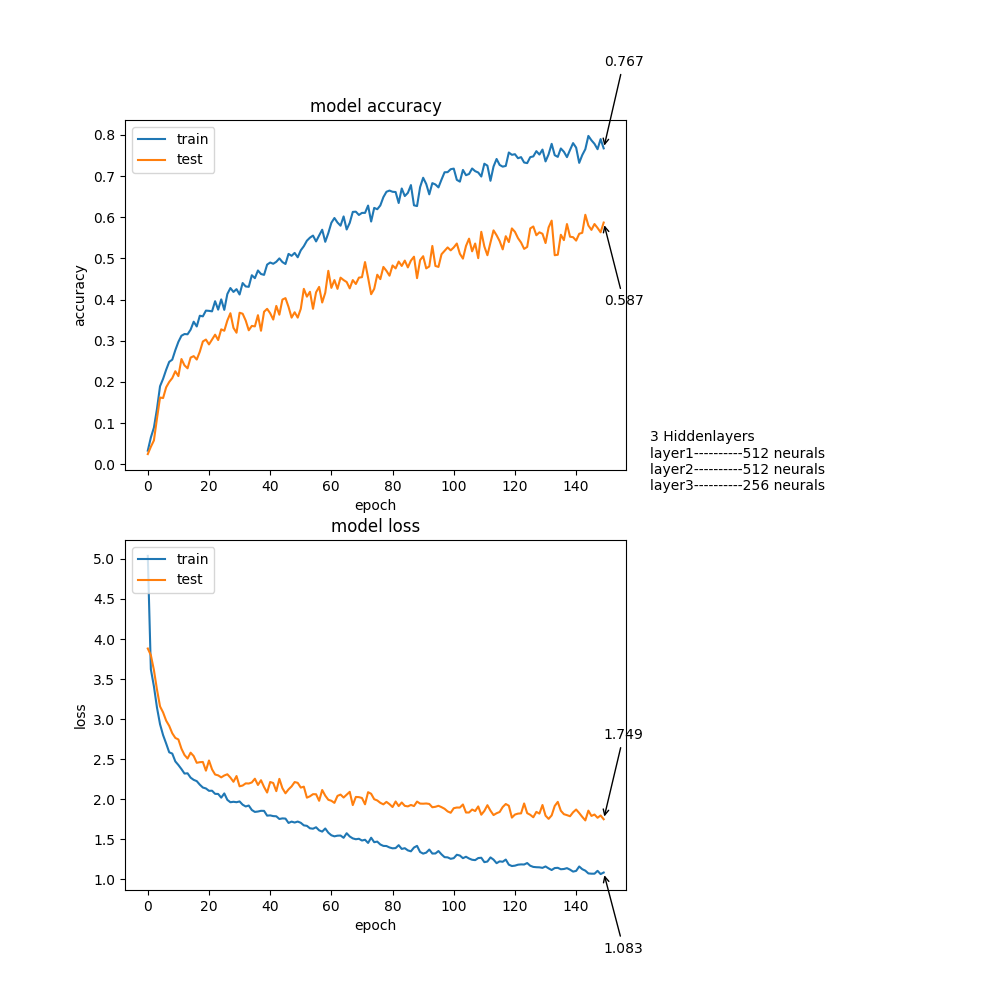 0.767
model accuracy
train
test
0.8
0.7
0.6
0.5
0.4
0.3
0.2
0.1
0.0
accuracy
0.587
0 20 40 60 80 100 120 140
epoch
3 Hiddenlayers
layer1----------512 neurals
layer2----------512 neurals
layer3----------256 neurals
model loss
train
test
5.0
4.5
4.0
3.5
3.0
2.5
2.0
1.5
1.0
loss
1.749
0 20 40 60 80 100 120 140
epoch
1.083